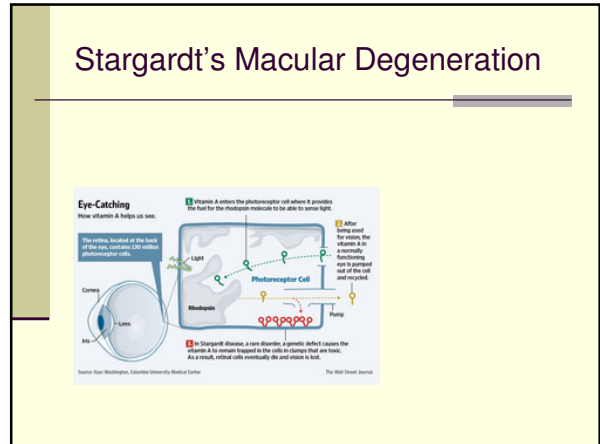 Stargardt's Macular Degeneration
Eye-Catching
How vitamin A helps us see.
1. Vitamin A enters the photoreceptor cell where it provides
the fuel for the rhodopsin molecule to be able to sense light.
2. After
being used
for vision, the
vitamin A in
a normally
functioning
eye is pumped
out of the cell
and recycled.
The retina, located at the back
of the eye, contains 130 million
photoreceptor cells.
Light
Photoreceptor Cell
Cornea
Lens
Iris
Rhodopsin
Pump
3. In Stargardt disease, a rare disorder, a genetic defect causes the
vitamin A to remain trapped in the cells in clumps that are toxic.
As a result, retinal cells eventually die and vision is lost.
Source: Ilyas Washington, Columbia University Medical Center
The Wall Street Journal